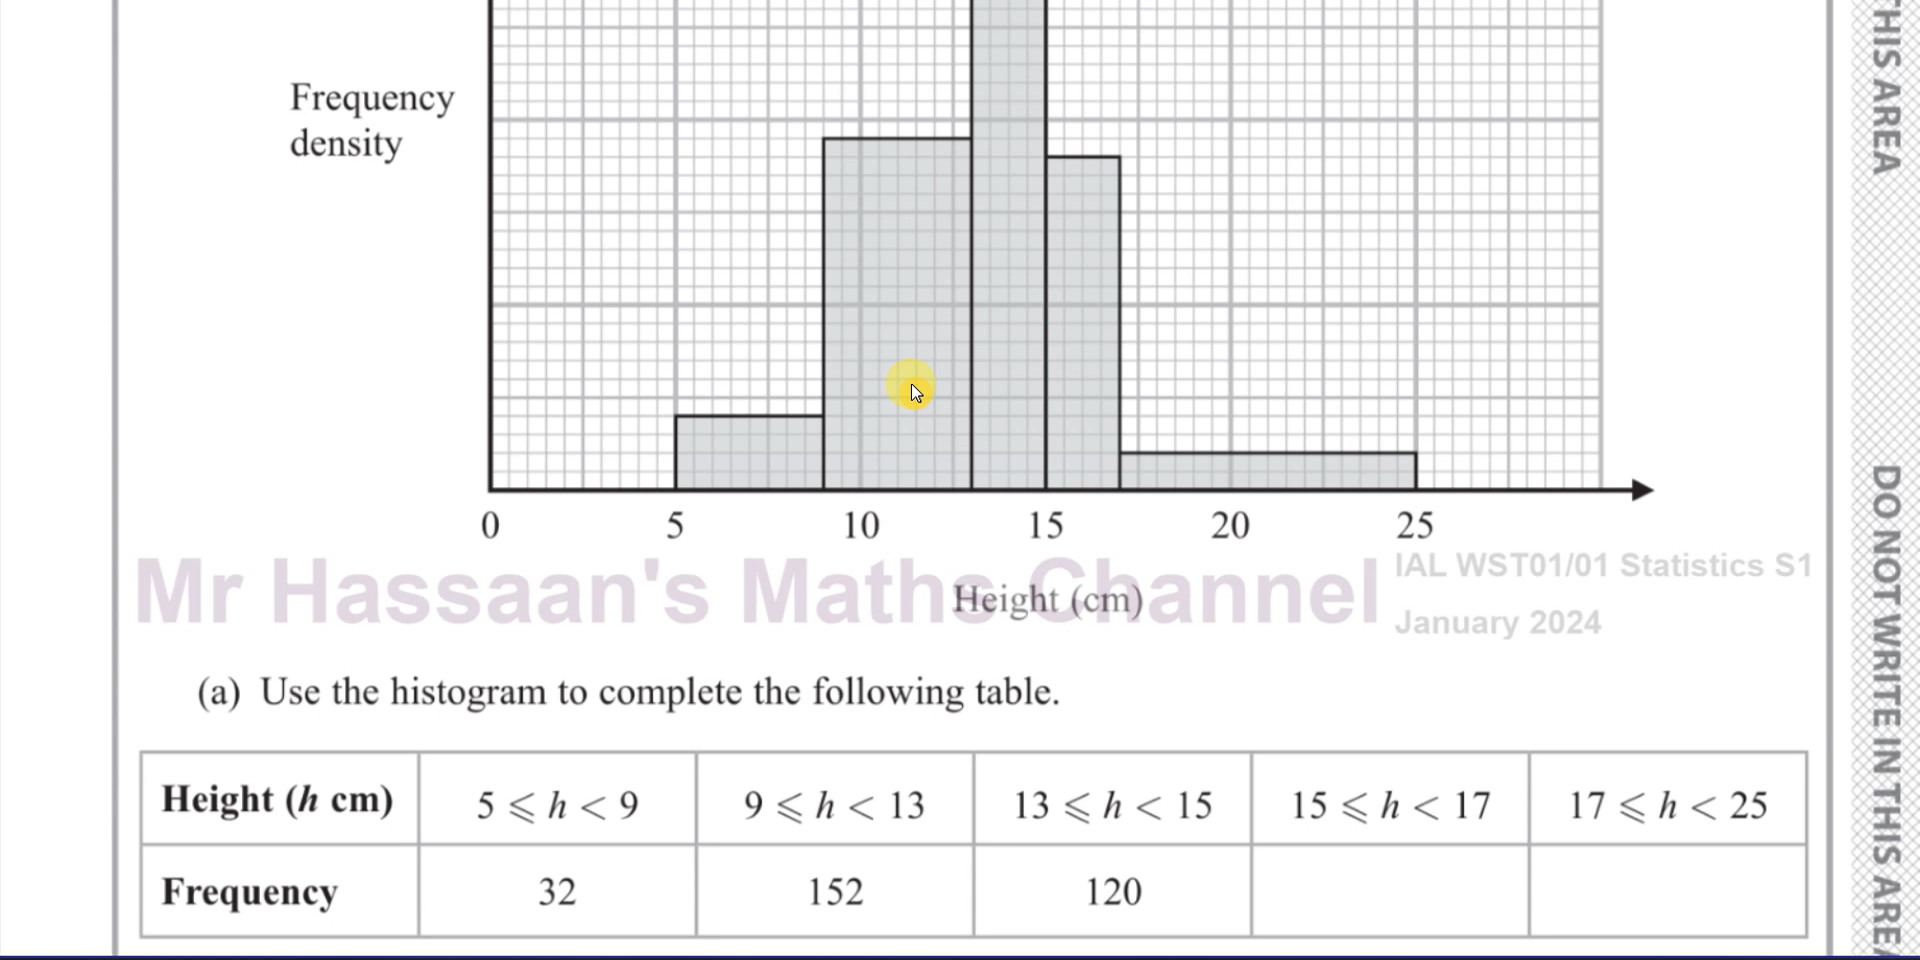 THIS AREA
Frequency
density
0 5 10 15 20 25
Height (cm)
Mr Hassaan's Maths Channel
IAL WST01/01 Statistics S1
January 2024
(a) Use the histogram to complete the following table.
Height (h cm) 5 ⩽ h < 9 9 ⩽ h < 13 13 ⩽ h < 15 15 ⩽ h < 17 17 ⩽ h < 25
Frequency 32 152 120
DO NOT WRITE IN THIS AREA